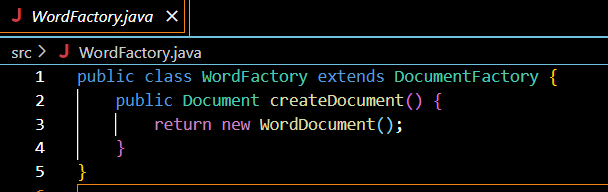 J WordFactory.java ×
src > J WordFactory.java
1 public class WordFactory extends DocumentFactory {
2     public Document createDocument() {
3         return new WordDocument();
4     }
5 }